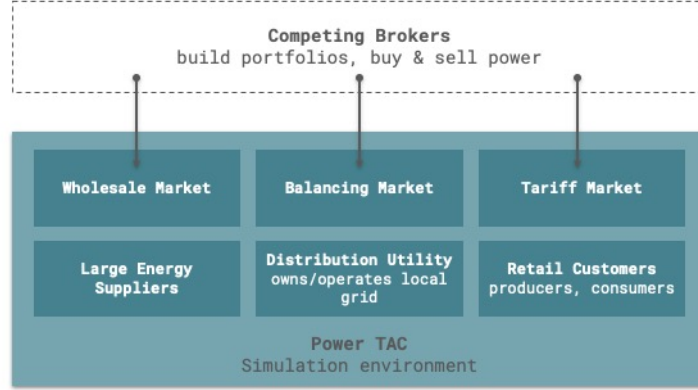 Competing Brokers
build portfolios, buy & sell power
Wholesale Market
Balancing Market
Tariff Market
Large Energy
Suppliers
Distribution Utility
owns/operates local
grid
Retail Customers
producers, consumers
Power TAC
Simulation environment